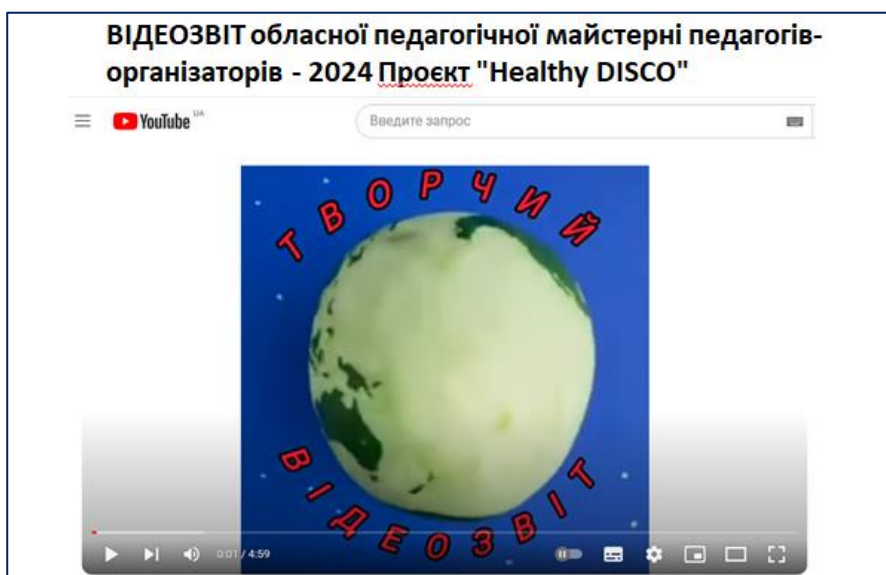 ВІДЕОЗВІТ обласної педагогічної майстерні педагогів-
організаторів - 2024 Проєкт "Healthy DISCO"
YouTube UA
Введите запрос
ТВОРЧИЙ
ВІДЕОЗВІТ
0:01 / 4:59